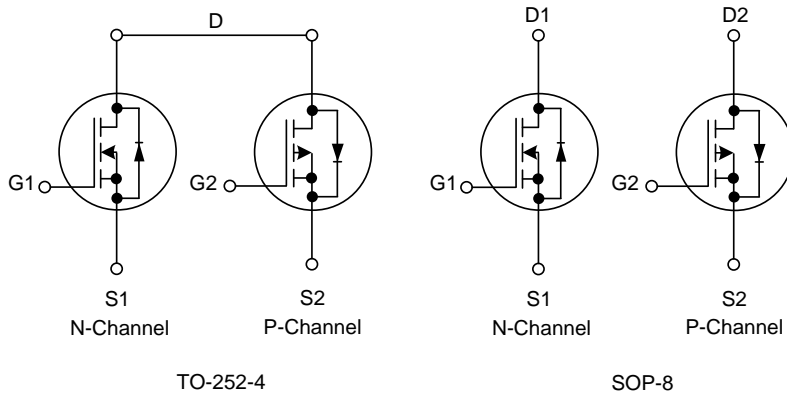 D
D1
D2
G1
G2
G1
G2
S1
S2
S1
S2
N-Channel
P-Channel
N-Channel
P-Channel
TO-252-4
SOP-8